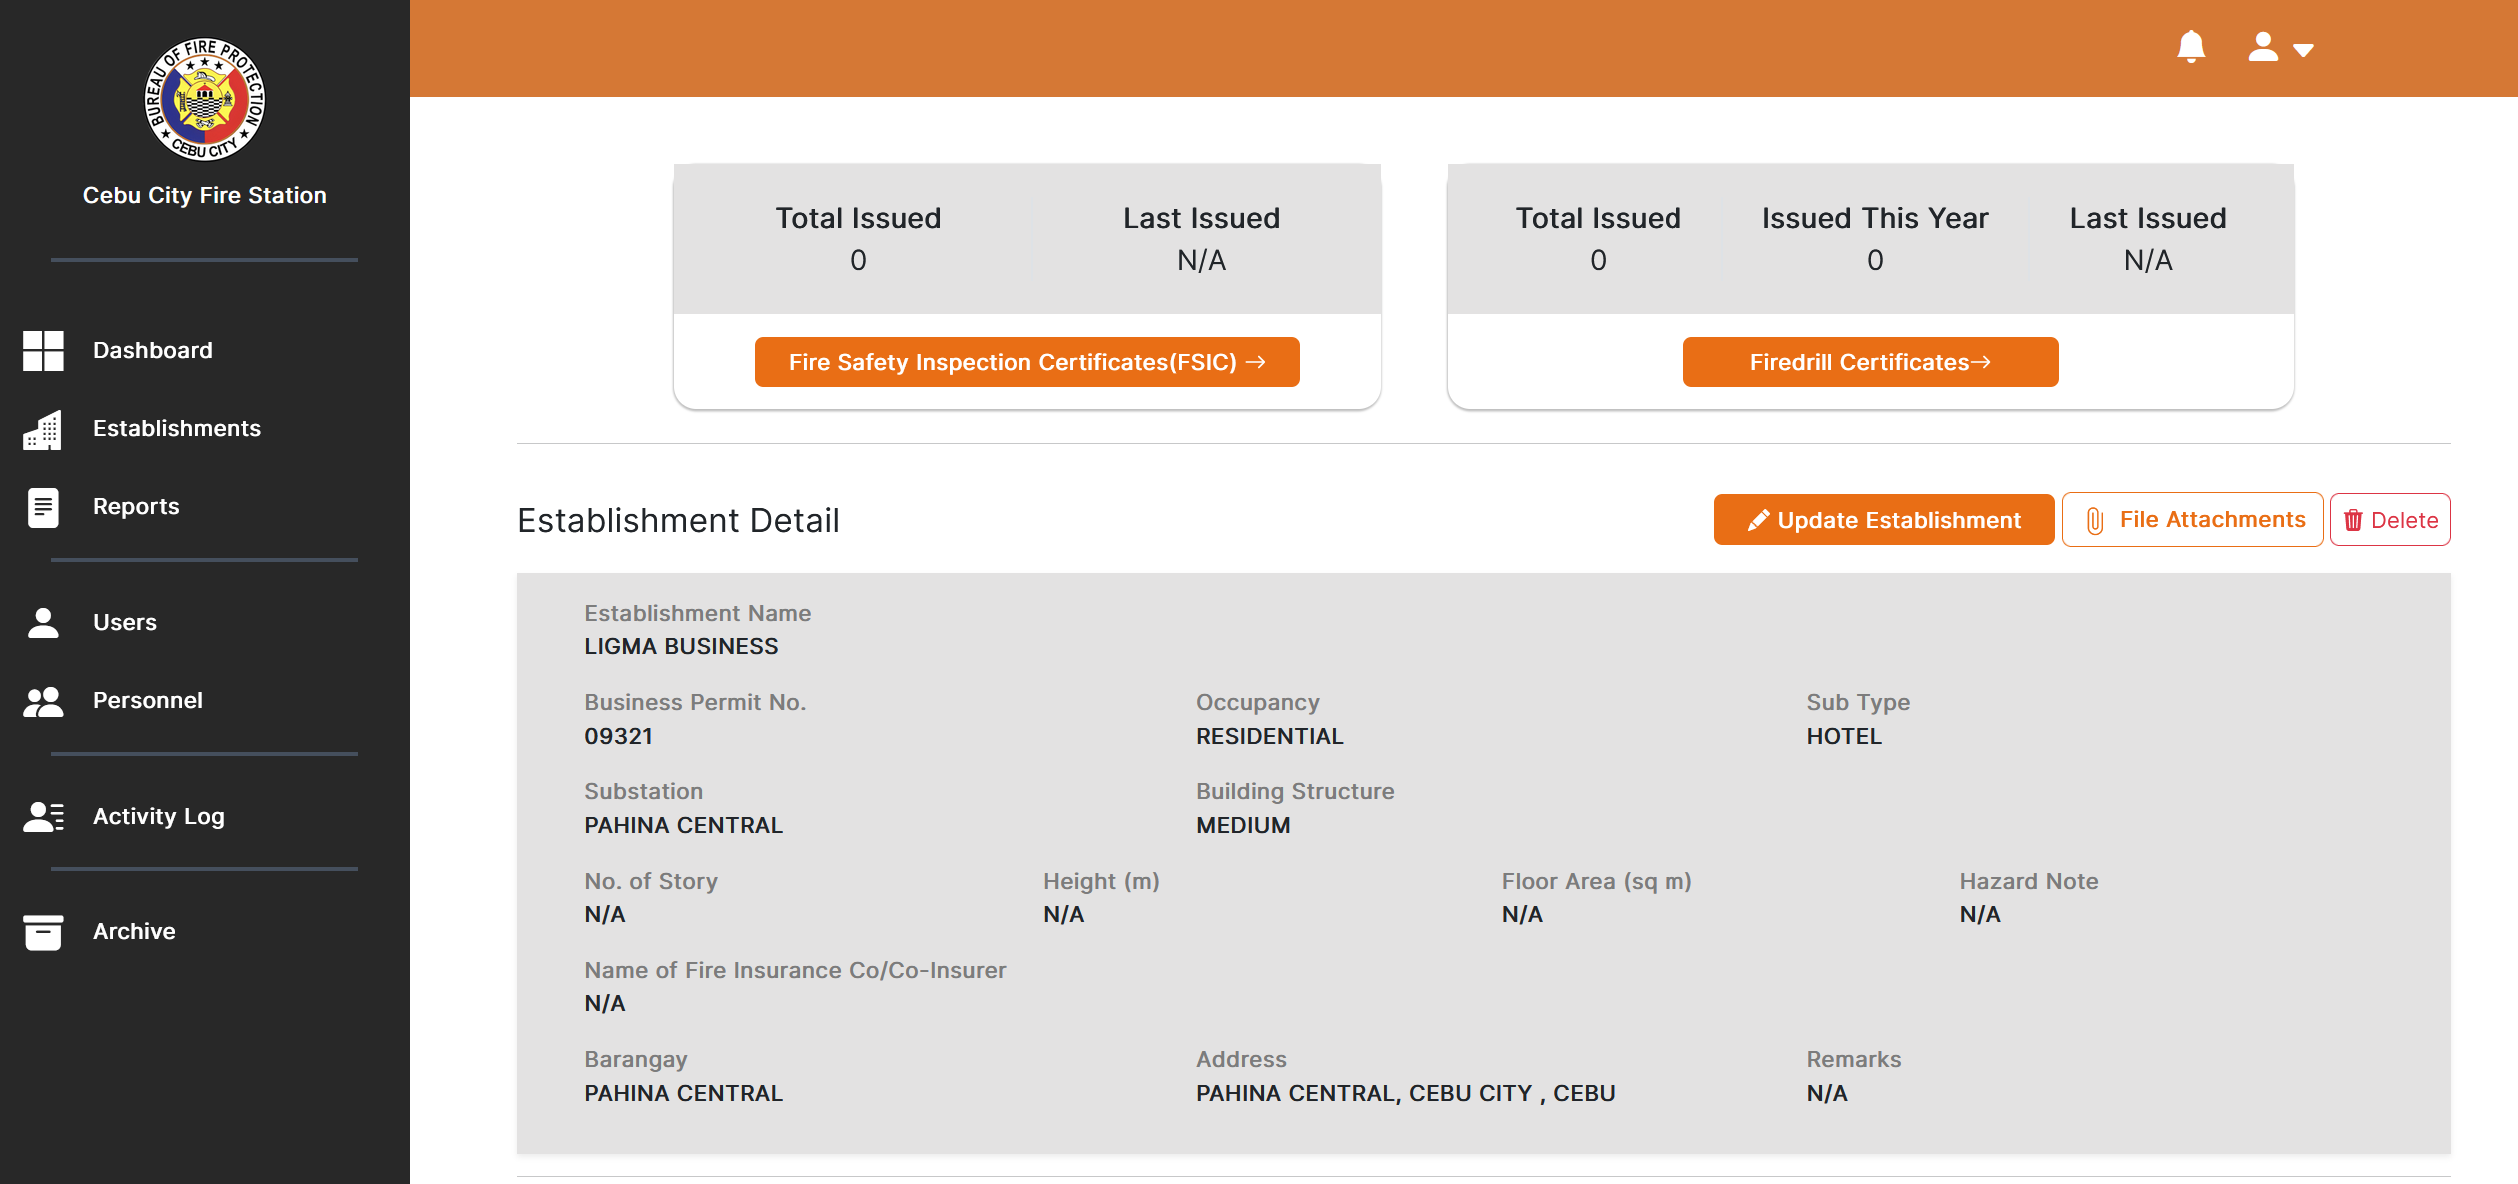 BUREAU OF FIRE PROTECTION
CEBU CITY
Cebu City Fire Station
Dashboard
Establishments
Reports
Users
Personnel
Activity Log
Archive
Total Issued Last Issued
0 N/A
Fire Safety Inspection Certificates(FSIC) →
Total Issued Issued This Year Last Issued
0 0 N/A
Firedrill Certificates→
Establishment Detail
Update Establishment File Attachments Delete
Establishment Name
LIGMA BUSINESS
Business Permit No. Occupancy Sub Type
09321 RESIDENTIAL HOTEL
Substation Building Structure
PAHINA CENTRAL MEDIUM
No. of Story Height (m) Floor Area (sq m) Hazard Note
N/A N/A N/A N/A
Name of Fire Insurance Co/Co-Insurer
N/A
Barangay Address Remarks
PAHINA CENTRAL PAHINA CENTRAL, CEBU CITY , CEBU N/A